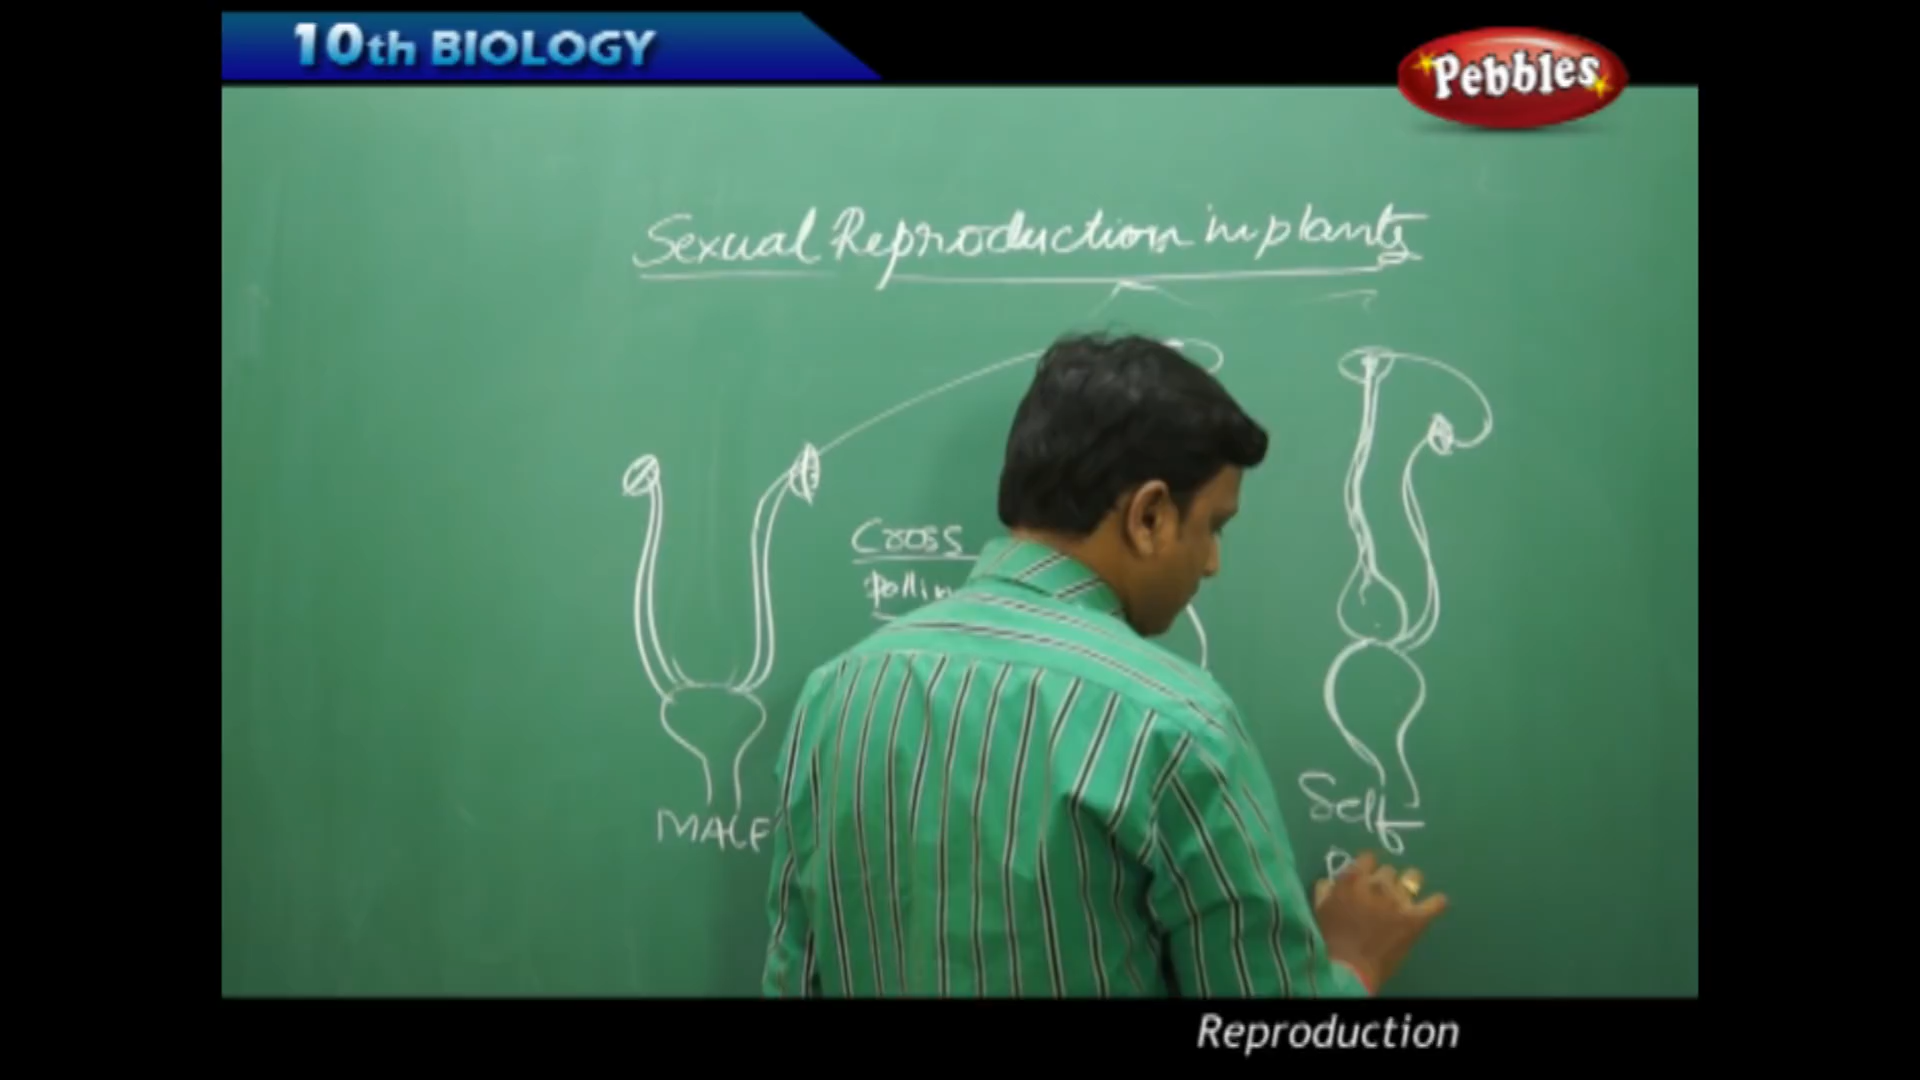 10th BIOLOGY
Pebbles
Sexual Reproduction in plants
Cross
MALE
Self
Reproduction